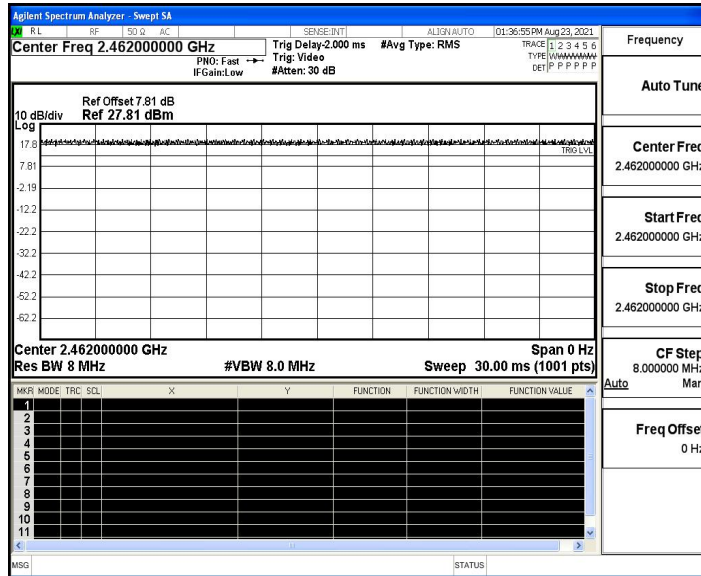 Agilent Spectrum Analyzer - Swept SA
RL RF 50 Ω AC SENSE:INT ALIGN AUTO 01:36:55 PM Aug 23, 2021
Center Freq 2.462000000 GHz
PNO: Fast
IFGain:Low
Trig Delay-2.000 ms
Trig: Video
#Atten: 30 dB
#Avg Type: RMS
TRACE 1 2 3 4 5 6
TYPE WWWWWW
DET P P P P P P
Ref Offset 7.81 dB
10 dB/div Ref 27.81 dBm
Log
17.8
TRIG LVL
7.81
-2.19
-12.2
-22.2
-32.2
-42.2
-52.2
-62.2
Center 2.462000000 GHz Span 0 Hz
Res BW 8 MHz #VBW 8.0 MHz Sweep 30.00 ms (1001 pts)
MKR MODE TRC SCL X Y FUNCTION FUNCTION WIDTH FUNCTION VALUE
1
2
3
4
5
6
7
8
9
10
11
MSG STATUS
Frequency
Auto Tune
Center Freq
2.462000000 GHz
Start Freq
2.462000000 GHz
Stop Freq
2.462000000 GHz
CF Step
8.000000 MHz
Auto Man
Freq Offset
0 Hz